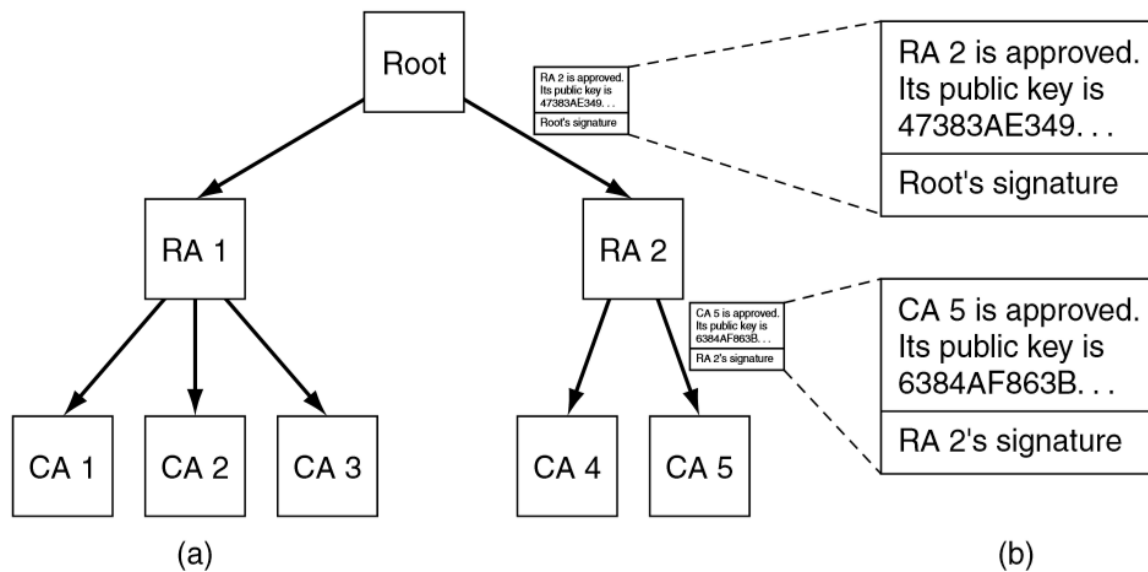 Root
RA 2 is approved.
Its public key is
47383AE349. . .
Root's signature
RA 2 is approved.
Its public key is
47383AE349. . .
Root's signature
RA 1
RA 2
CA 5 is approved.
Its public key is
6384AF863B. . .
RA 2's signature
CA 5 is approved.
Its public key is
6384AF863B. . .
RA 2's signature
CA 1
CA 2
CA 3
CA 4
CA 5
(a)
(b)